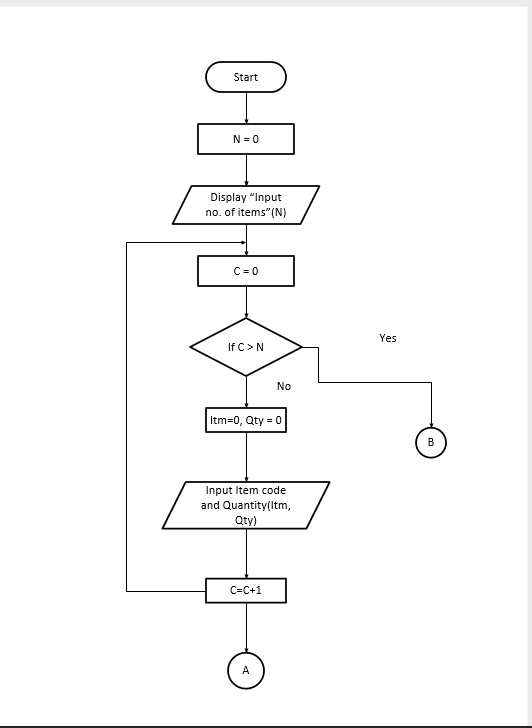 Start
N = 0
Display “Input
no. of items”(N)
C = 0
If C > N
Yes
No
Itm=0, Qty = 0
B
Input Item code
and Quantity(Itm,
Qty)
C=C+1
A